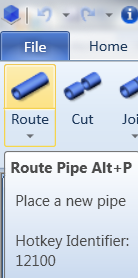 File Home
Route Cut Joi
Route Pipe Alt+P
Place a new pipe
Hotkey Identifier:
12100